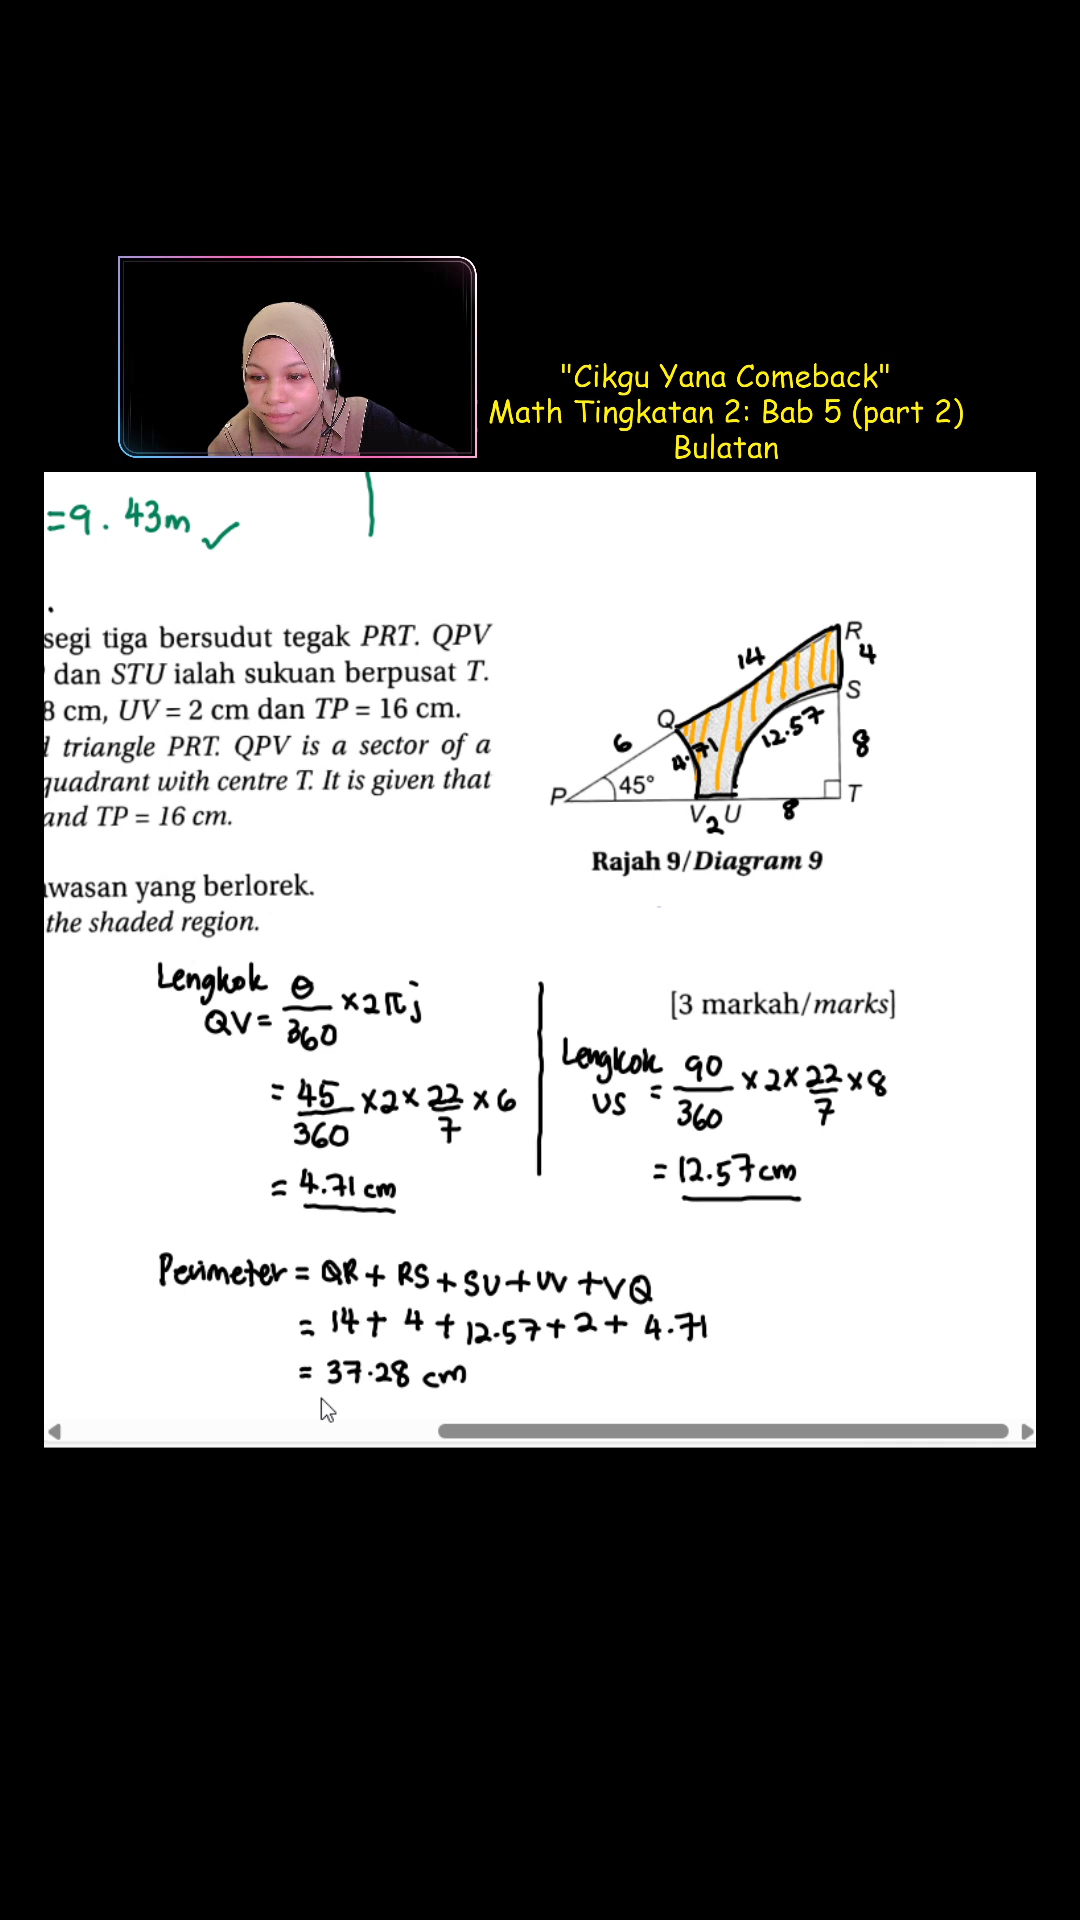 "Cikgu Yana Comeback"
Math Tingkatan 2: Bab 5 (part 2)
Bulatan
=9.43m ✓
segi tiga bersudut tegak PRT. QPV
dan STU ialah sukuan berpusat T.
8 cm, UV = 2 cm dan TP = 16 cm.
triangle PRT. QPV is a sector of a
quadrant with centre T. It is given that
and TP = 16 cm.
wasan yang berlorek.
the shaded region.
R
14
4
S
Q
12.57
6
4.71
8
P
45°
T
V
2
U
8
Rajah 9/Diagram 9
[3 markah/marks]
Lengkok
QV = θ/360 × 2πj
= 45/360 × 2 × 22/7 × 6
= 4.71 cm
Lengkok
US = 90/360 × 2 × 22/7 × 8
= 12.57cm
Perimeter = QR + RS + SU + UV + VQ
= 14 + 4 + 12.57 + 2 + 4.71
= 37.28 cm